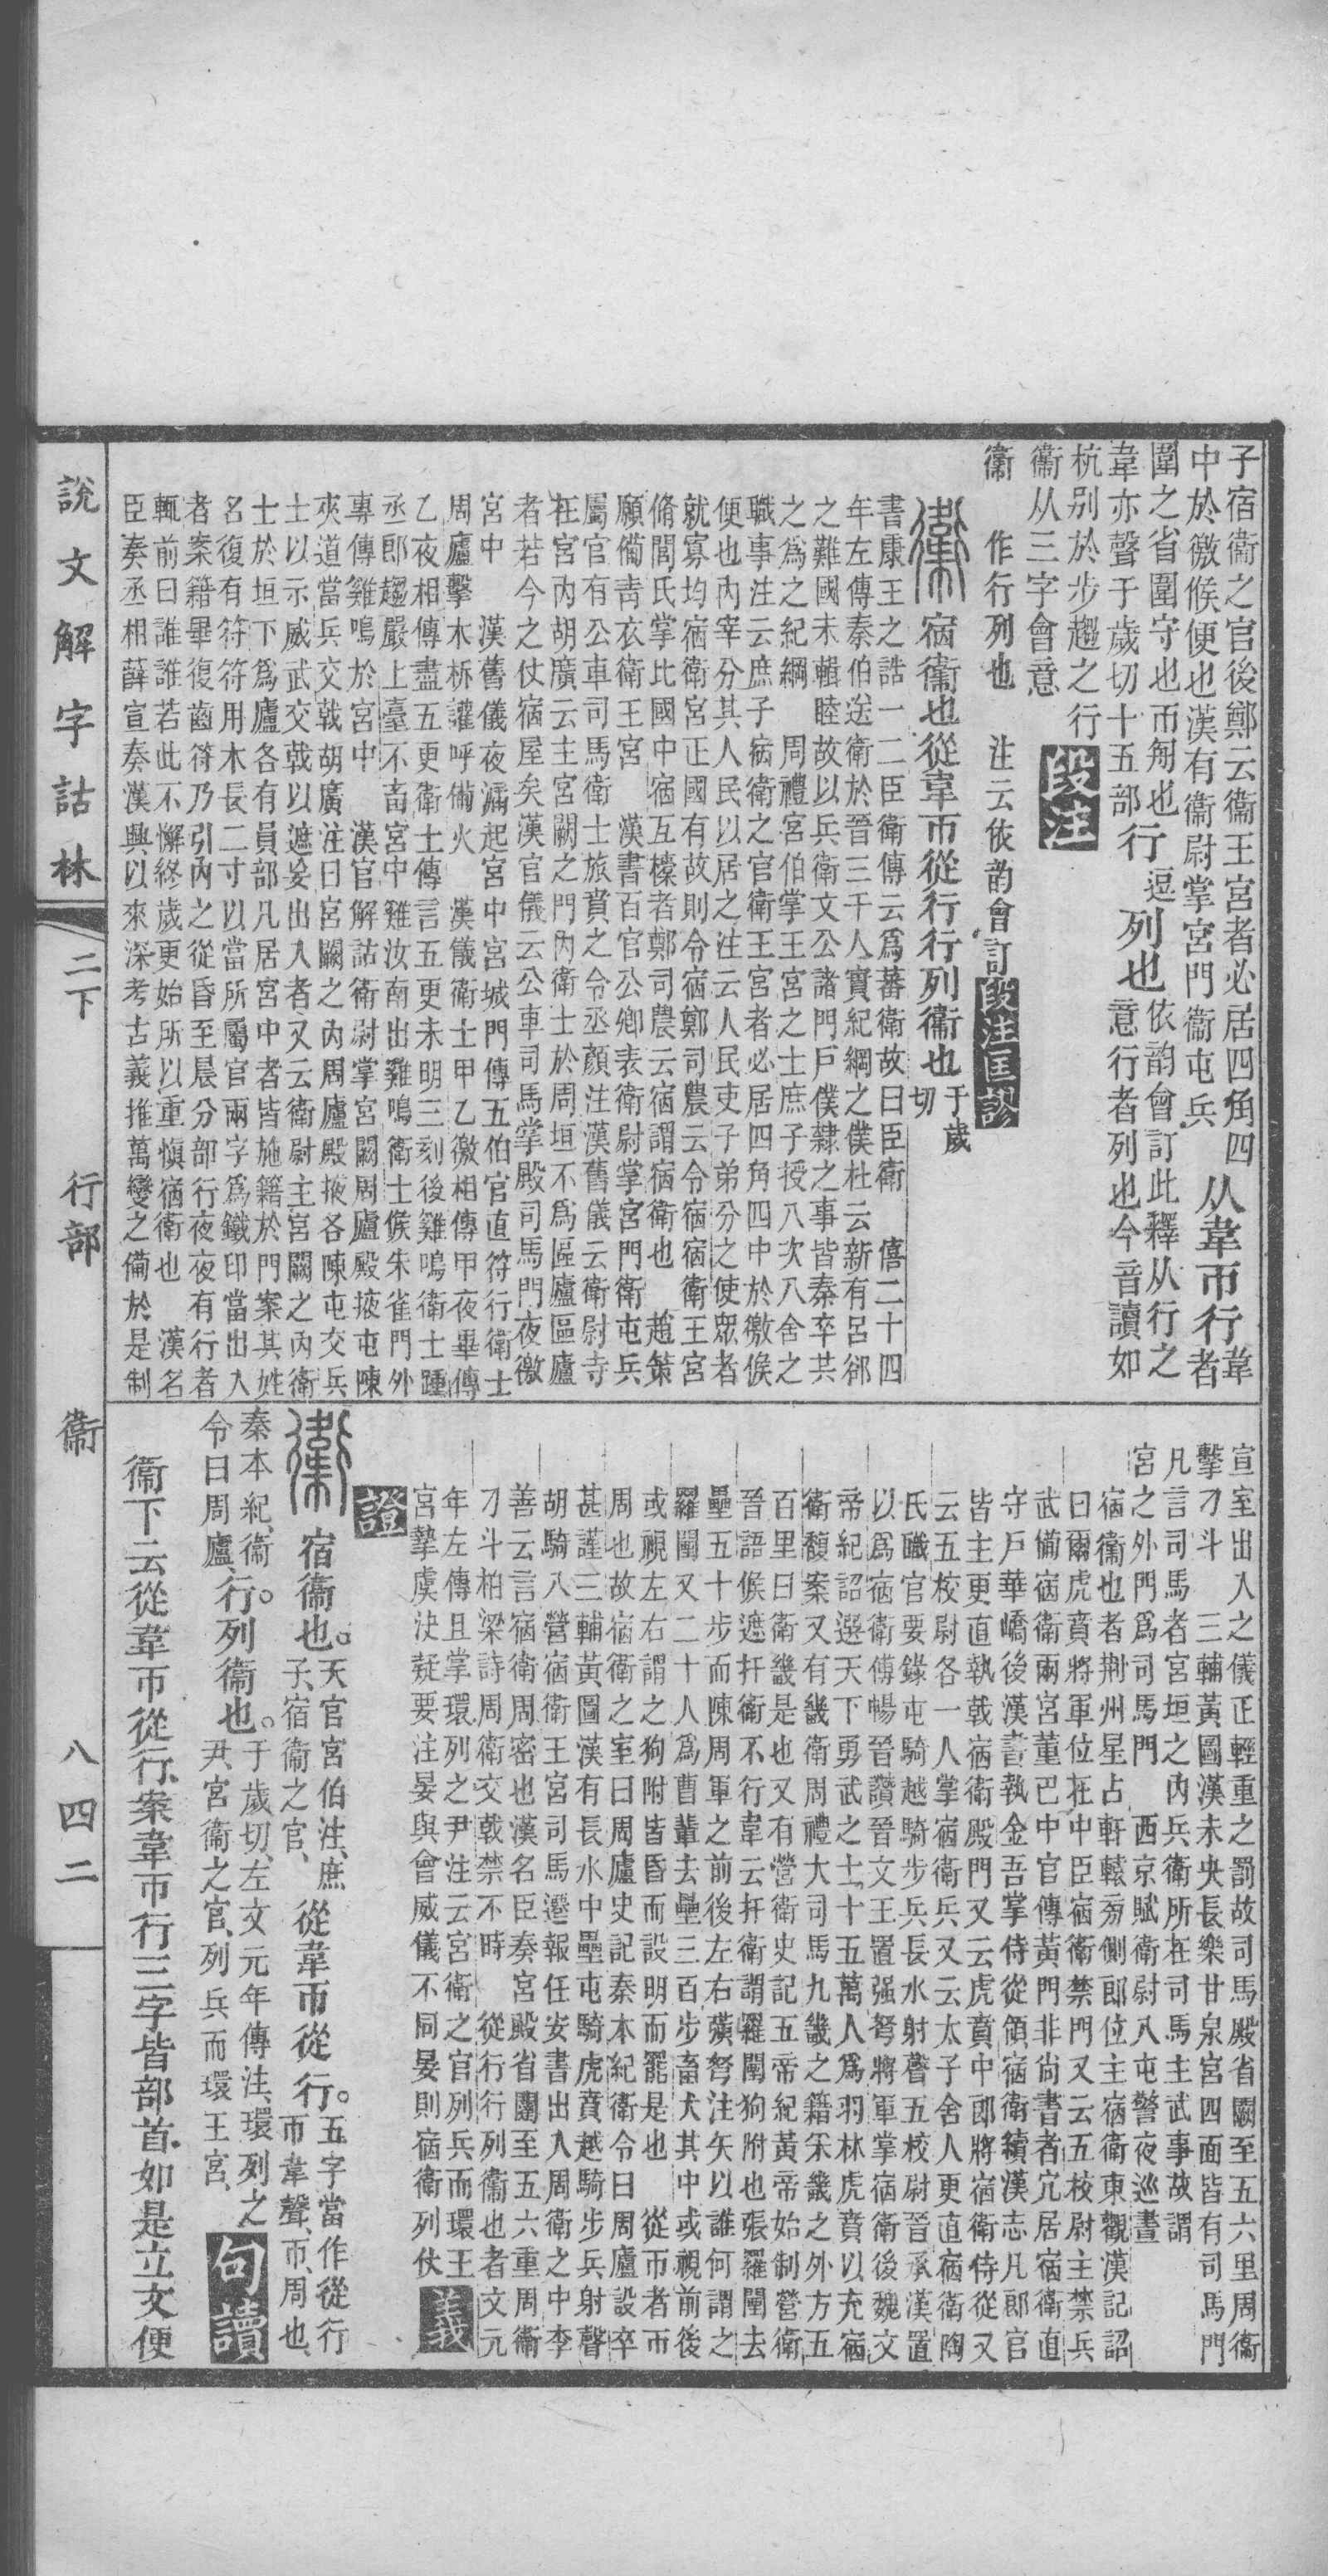 子宿衞之官後鄭云衞王宮者必居四角四
中於徼候便也漢有衞尉掌宮門衞屯兵
从韋帀行者韋
圍之省圍守也帀匊也行逗列也依韵會訂此釋从行之
韋亦聲于歲切十五部
意行者列也今音讀如
杭别於步趨之行
段注
衞从三字會意
衞
作行列也
注云依韵會訂
段注匡謬
宿衞也從韋帀從行行列衞也于歲切
書康王之誥一二臣衛傳云爲蕃衛故曰臣衛 僖二十四
年左傳秦伯送衛於晉三千人實紀綱之僕杜云新有呂郤
之難國未輯睦故以兵衛文公諸門戶僕隸之事皆秦卒共
之爲之紀綱 周禮宮伯掌王宮之士庶子授八次八舍之
職事注云庶子宿衛之官衛王宮者必居四角四中於徼候
便也內宰分其人民以居之注云人民吏子弟分之使眾者
就寡均宿衛宮正國有故則令宿鄭司農云令宿宿衛王宮
脩閭氏掌比國中宿互㯩者鄭司農云宿謂宿衛也 趙策
願備靑衣衛王宮 漢書百官公卿表衛尉掌宮門衛屯兵
屬官有公車司馬衛士旅賁之令丞顏注漢舊儀云衛尉寺
在宮內胡廣云主宮闕之門內衛士於周垣不爲區廬區廬
者若今之仗宿屋矣漢官儀云公車司馬掌殿司馬門夜徼
宮中 漢舊儀夜漏起宮中宮城門傳五伯官直符行衛士
周廬擊木柝讙呼備火 漢儀衛士甲乙徼相傳甲夜畢傳
乙夜相傳盡五更衛士傳言五更未明三刻後雞鳴衛士踵
丞郎趨嚴上臺不畜宮中雞汝南出雞鳴衛士候朱雀門外
專傳雞鳴於宮中 漢官解詁衛尉掌宮闕周廬殿掖屯陳
夾道當兵交戟胡廣注曰宮闕之內周廬殿掖各陳屯交兵
士以示威武交戟以遮妄出入者又云衛尉主宮闕之內衛
士於垣下爲廬各有員部凡居宮中者皆施籍於門案其姓
名復有符符用木長二寸以當所屬官兩字爲鐵印當出入
者案籍畢復齒符乃引內之從昏至晨分部行夜夜有行者
輒前曰誰誰若此不懈終歲更始所以重愼宿衛也 漢名
臣奏丞相薛宣奏漢興以來深考古義推萬變之備於是制
宣室出入之儀正輕重之罰故司馬殿省闕至五六里周衞
擊刁斗 三輔黃圖漢未央長樂甘泉宮四面皆有司馬門
凡言司馬者宮垣之內兵衛所在司馬主武事故謂
宮之外門爲司馬門 西京賦衛尉八屯警夜巡晝
宿衞也者荆州星占軒轅旁側郎位主宿衛東觀漢記詔
曰爾虎賁將軍位在中臣宿衛禁門又云五校尉主禁兵
武備宿衛兩宮董巴中官傳黃門非尚書者宂居宿衛直
守戶華嶠後漢書執金吾掌侍從領宿衛續漢志凡郎官
皆主更直執戟宿衛殿門又云虎賁中郎將宿衛侍從又
云五校尉各一人掌宿衛兵又云太子舍人更直宿衛陶
氏職官要錄屯騎越騎步兵長水射聲五校尉晉承漢置
以爲宿衛傅暢晉讚晉文王置强弩將軍掌宿衛後魏文
帝紀詔選天下勇武之士十五萬人爲羽林虎賁以充宿
衛馥案又有畿衛周禮大司馬九畿之籍宷畿之外方五
百里曰衛畿是也又有營衛史記五帝紀黃帝始制營衛
晉語候遮扞衛不行韋云扞衛謂羅闉狗附也張羅闉去
壘五十步而陳周軍之前後左右彉弩注矢以誰何謂之
羅闉又二十人爲曹輩去壘三百步畜犬其中或視前後
或視左右謂之狗附皆昏而設明而罷是也 從帀者帀
周也故宿衛之室曰周廬史記秦本紀衛令曰周廬設卒
甚謹三輔黃圖漢有長水中壘屯騎虎賁越騎步兵射聲
胡騎八營宿衛王宮司馬遷報任安書出入周衛之中李
善云言宿衛周密也漢名臣奏宮殿省闥至五六重周衞
刁斗柏梁詩周衛交戟禁不時 從行行列衞也者文元
年左傳且掌環列之尹注云宮衛之官列兵而環王
宮摯虞決疑要注晏與會威儀不同晏則宿衛列仗
義
證
宿衞也。天官宮伯注、庶子、宿衞之官、從韋帀從行。五字當作從行帀韋聲、帀、周也、
秦本紀、衞令曰周廬、行列衞也。于歲切、左文元年傳注、環列之尹、宮衞之官、列兵而環王宮、
句讀
衞下云從韋帀從行、案韋帀行三字皆部首、如是立文便
說文解字詁林
二下
行部
衞
八四二